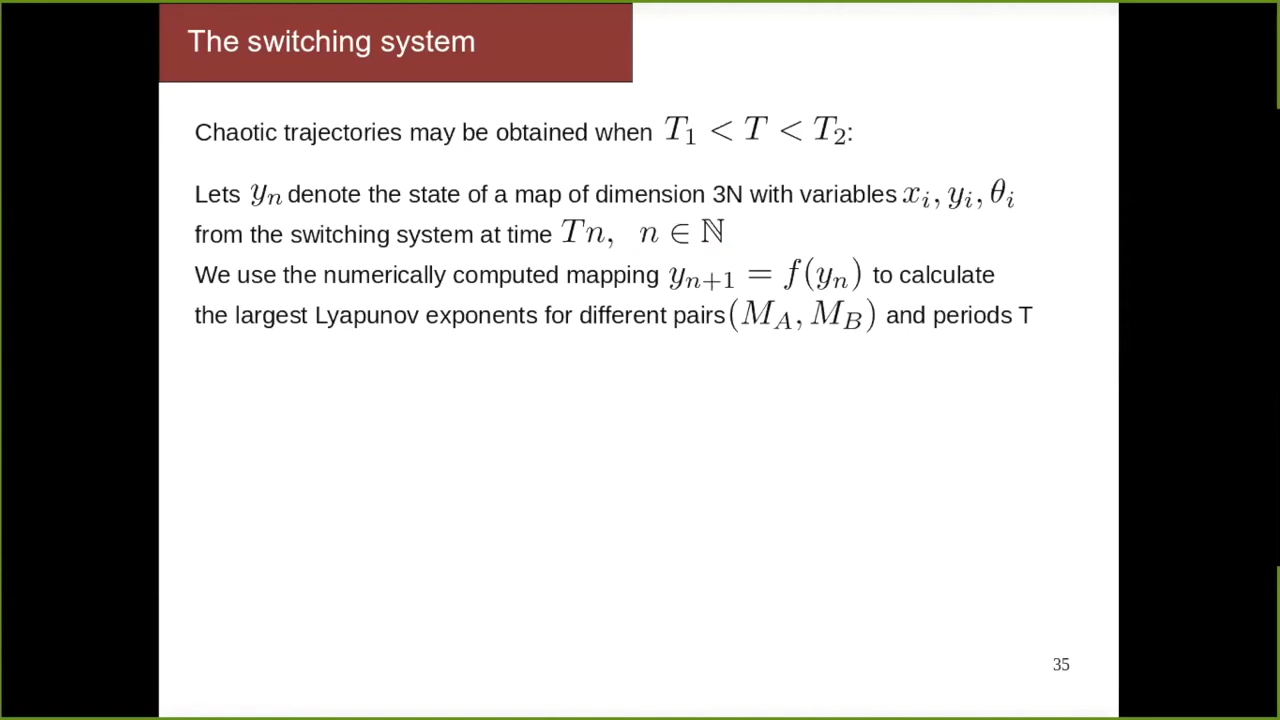 The switching system
Chaotic trajectories may be obtained when T₁ < T < T₂:
Lets yₙ denote the state of a map of dimension 3N with variables xᵢ, yᵢ, θᵢ
from the switching system at time Tn, n ∈ ℕ
We use the numerically computed mapping yₙ₊₁ = f(yₙ) to calculate
the largest Lyapunov exponents for different pairs (M_A, M_B) and periods T
35